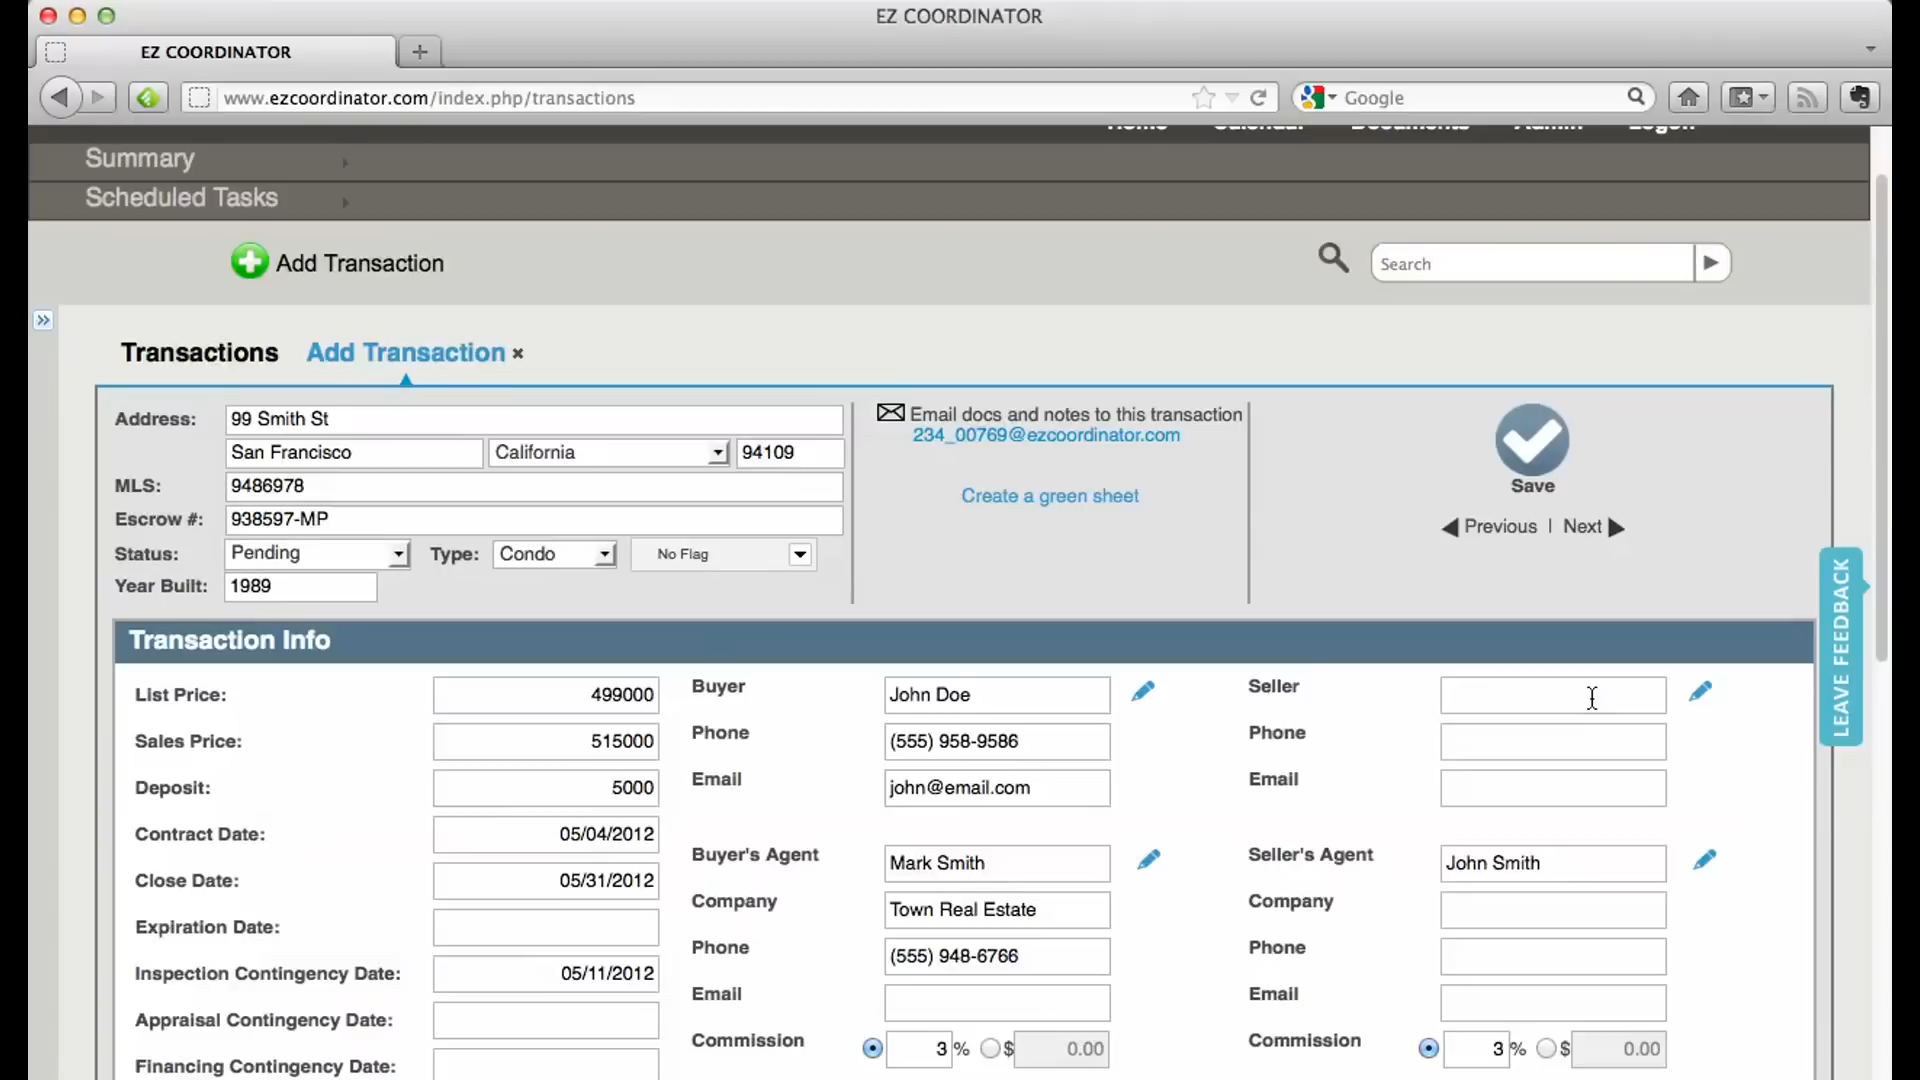 EZ COORDINATOR
EZ COORDINATOR
www.ezcoordinator.com/index.php/transactions
Google
Home Calendar Documents Admin Logoff
Summary
Scheduled Tasks
Add Transaction
Search
Transactions Add Transaction
Address: 99 Smith St
San Francisco California 94109
MLS: 9486978
Escrow #: 938597-MP
Status: Pending Type: Condo No Flag
Year Built: 1989
Email docs and notes to this transaction
234_00769@ezcoordinator.com
Create a green sheet
Save
Previous | Next
LEAVE FEEDBACK
Transaction Info
List Price: 499000 Buyer John Doe Seller
Sales Price: 515000 Phone (555) 958-9586 Phone
Deposit: 5000 Email john@email.com Email
Contract Date: 05/04/2012 Buyer's Agent Mark Smith Seller's Agent John Smith
Close Date: 05/31/2012 Company Town Real Estate Company
Expiration Date: Phone (555) 948-6766 Phone
Inspection Contingency Date: 05/11/2012 Email Email
Appraisal Contingency Date: Commission 3 % $ 0.00 Commission 3 % $ 0.00
Financing Contingency Date: